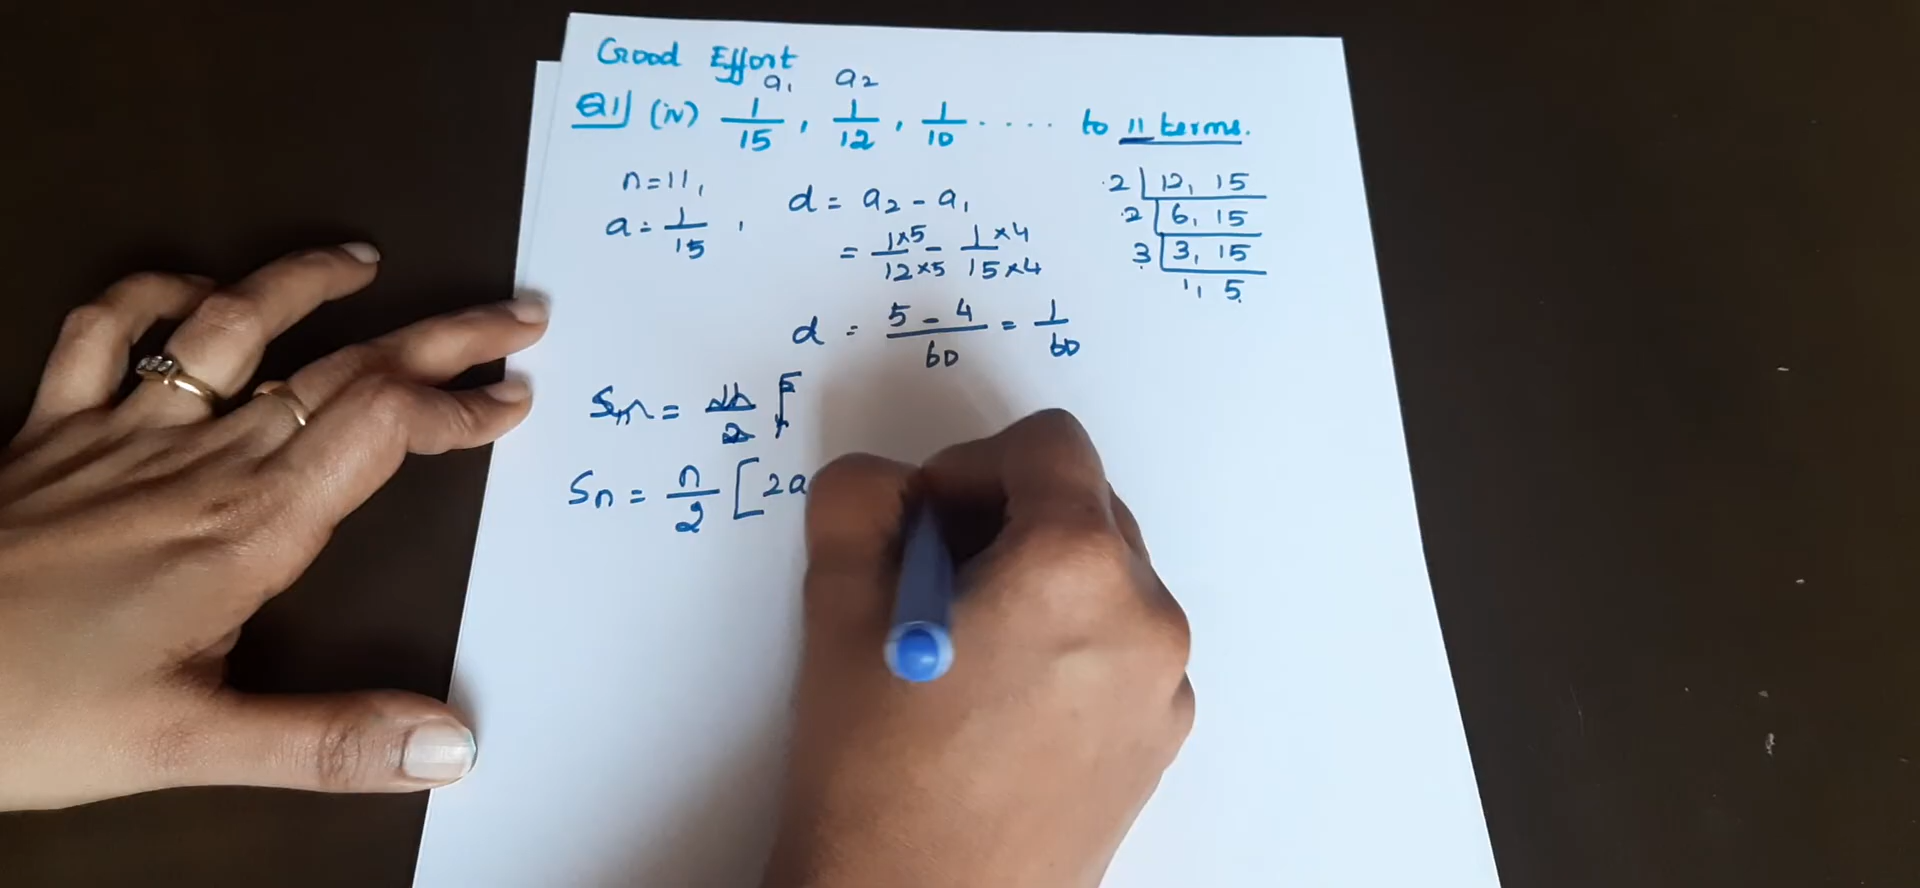 Good Effort
a₁ a₂
Q1) (iv) 1/15, 1/12, 1/10 ..... to 11 terms.
n = 11,
a = 1/15,
d = a₂ - a₁
= 1×5/12×5 - 1×4/15×4
d = 5 - 4/60 = 1/60
2 | 12, 15
2 | 6, 15
3 | 3, 15
1, 5
Sn = n/2 [2a